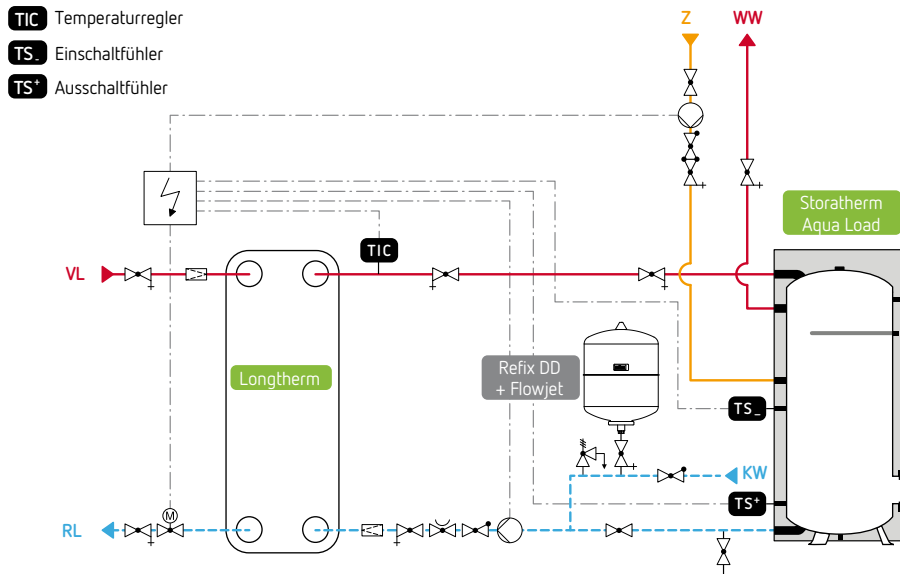 TIC Temperaturregler
TS- Einschaltfühler
TS+ Ausschaltfühler
Z
WW
Storatherm
Aqua Load
TIC
VL
Longtherm
Refix DD
+ Flowjet
TS-
KW
TS+
M
RL